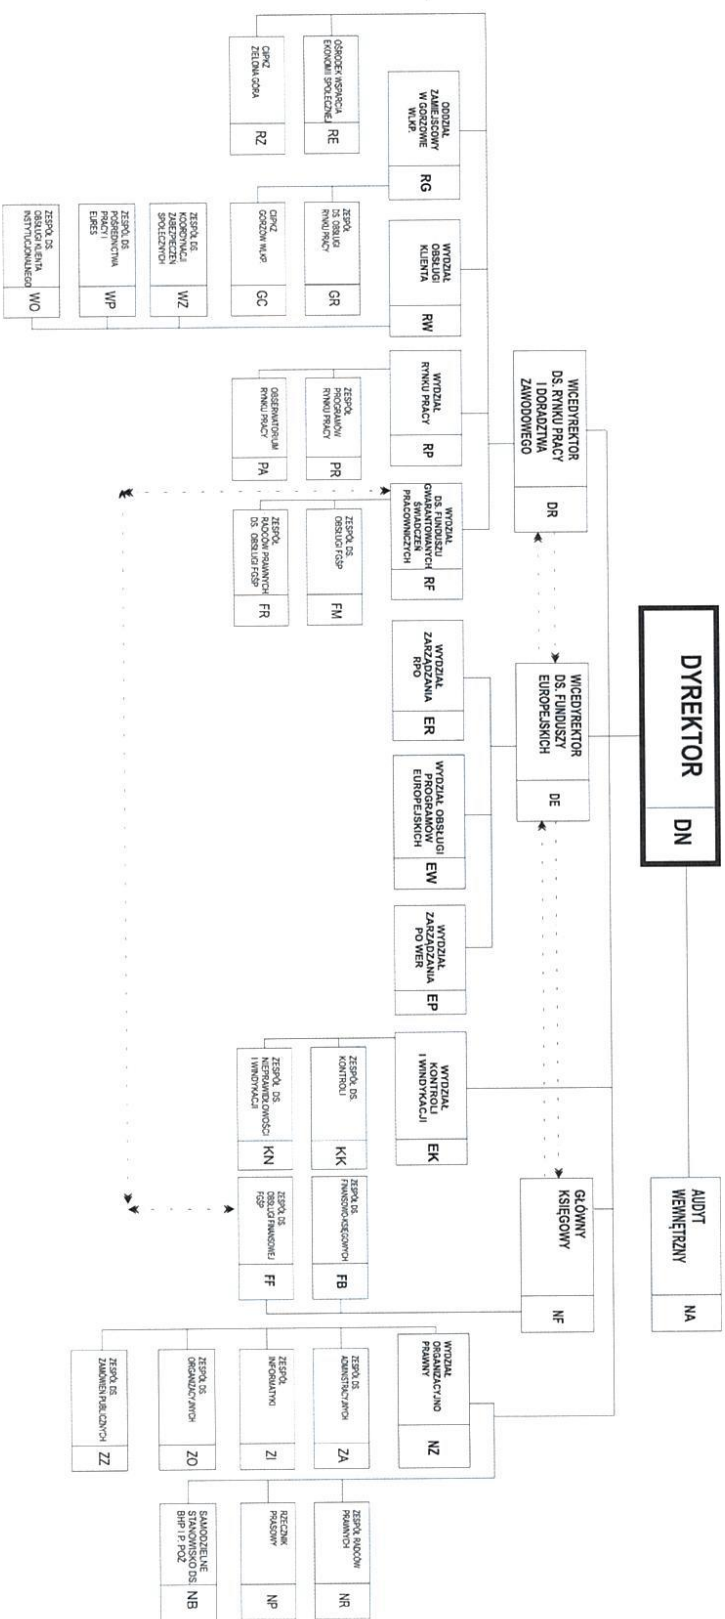 DYREKTOR
DN
AUDYT
WEWNĘTRZNY
NA
WICEDYREKTOR
DS. RYNKU PRACY
I DORADZTWA
ZAWODOWEGO
DR
WICEDYREKTOR
DS. FUNDUSZY
EUROPEJSKICH
DE
GŁÓWNY
KSIĘGOWY
NF
ODDZIAŁ
ZAMIEJSCOWY
W GORZOWIE
WLKP.
RG
WYDZIAŁ
OBSŁUGI
KLIENTA
RW
WYDZIAŁ
RYNKU PRACY
RP
WYDZIAŁ
DS. FUNDUSZU
GWARANTOWANYCH
ŚWIADCZEŃ
PRACOWNICZYCH
RF
WYDZIAŁ
ZARZĄDZANIA
RPO
ER
WYDZIAŁ OBSŁUGI
PROGRAMÓW
EUROPEJSKICH
EW
WYDZIAŁ
ZARZĄDZANIA
PO WER
EP
WYDZIAŁ
KONTROLI
I WINDYKACJI
EK
WYDZIAŁ
ORGANIZACYJNO
PRAWNY
NZ
OŚRODEK WSPARCIA
EKONOMII SPOŁECZNEJ
RE
CIiPKZ
ZIELONA GÓRA
RZ
ZESPÓŁ
DS. OBSŁUGI
RYNKU PRACY
GR
CIiPKZ
GORZÓW WLKP.
GC
ZESPÓŁ DS.
KOORDYNACJI
ZABEZPIECZEŃ
SPOŁECZNYCH
WZ
ZESPÓŁ DS.
POŚREDNICTWA
PRACY I
EURES
WP
ZESPÓŁ DS.
OBSŁUGI KLIENTA
INSTYTUCJONALNEGO
WO
ZESPÓŁ
PROGRAMÓW
RYNKU PRACY
PR
OBSERWATORIUM
RYNKU PRACY
PA
ZESPÓŁ DS.
OBSŁUGI FGŚP
FM
ZESPÓŁ
RADCÓW PRAWNYCH
DS. OBSŁUGI FGŚP
FR
ZESPÓŁ DS.
KONTROLI
KK
ZESPÓŁ DS.
NIEPRAWIDŁOWOŚCI
I WINDYKACJI
KN
ZESPÓŁ DS.
FINANSOWO-KSIĘGOWYCH
FB
ZESPÓŁ DS.
OBSŁUGI FINANSOWEJ
FGŚP
FF
ZESPÓŁ DS.
ADMINISTRACYJNYCH
ZA
ZESPÓŁ
INFORMATYKI
ZI
ZESPÓŁ DS.
ORGANIZACYJNYCH
ZO
ZESPÓŁ DS.
ZAMÓWIEŃ PUBLICZNYCH
ZZ
ZESPÓŁ RADCÓW
PRAWNYCH
NR
RZECZNIK
PRASOWY
NP
SAMODZIELNE
STANOWISKO DS.
BHP I P. POŻ
NB